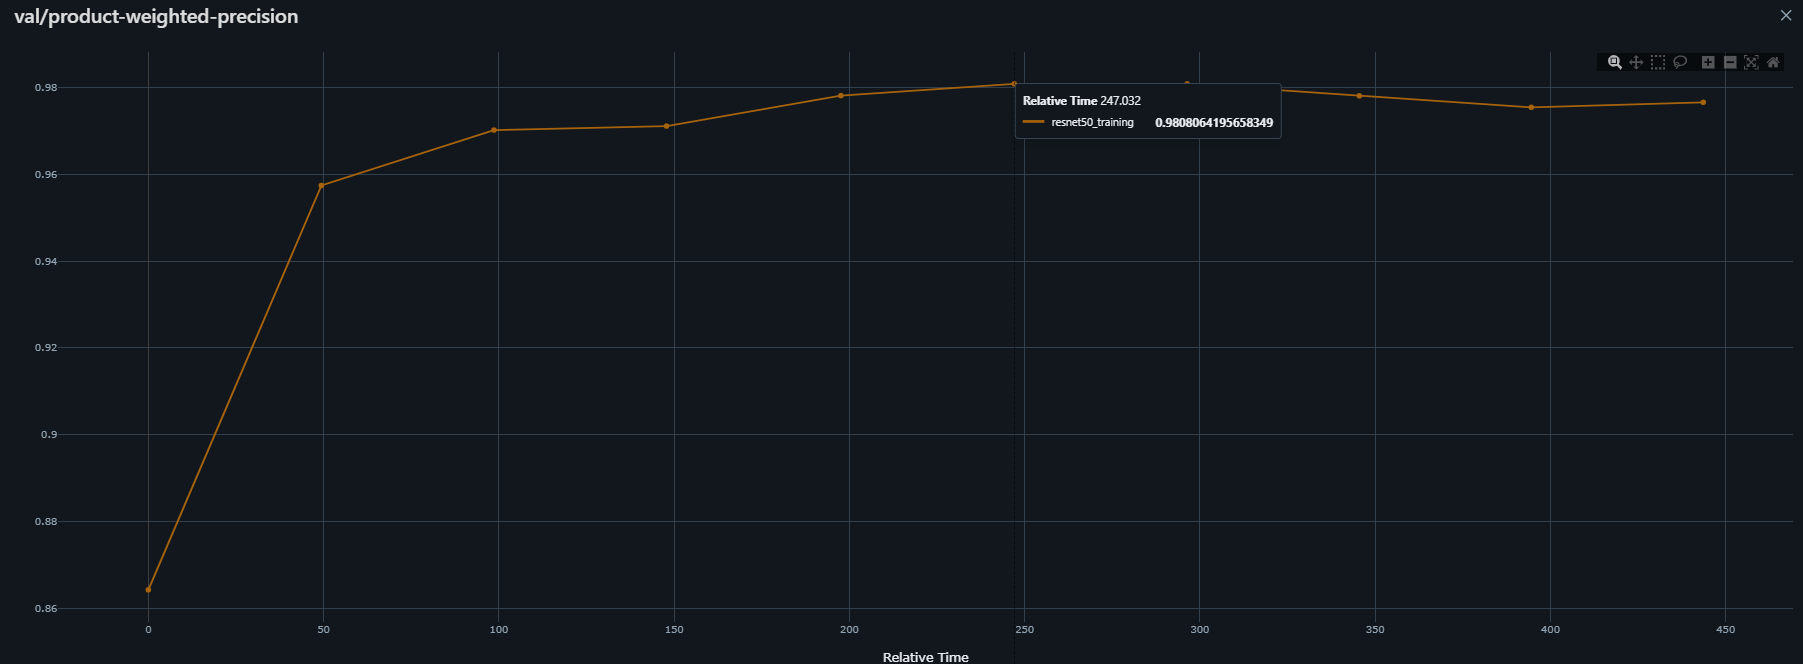 val/product-weighted-precision
0.98
0.96
0.94
0.92
0.9
0.88
0.86
Relative Time 247.032
resnet50_training 0.9808064195658349
0 50 100 150 200 250 300 350 400 450
Relative Time